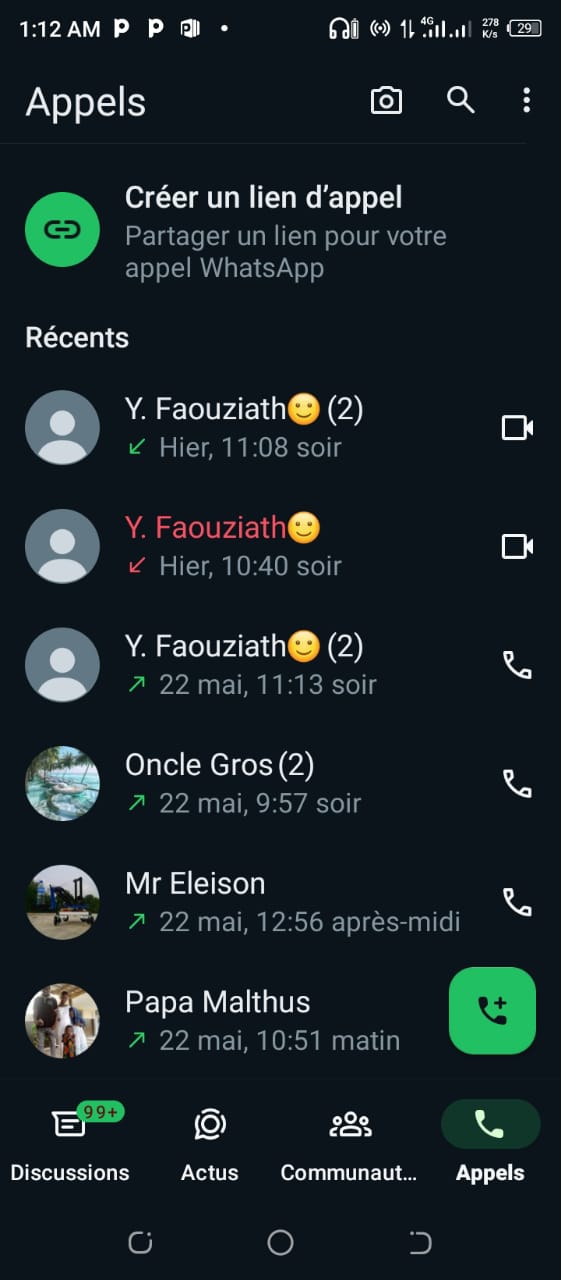 1:12 AM
4G
278
K/s
29
Appels
Créer un lien d’appel
Partager un lien pour votre
appel WhatsApp
Récents
Y. Faouziath🙂 (2)
Hier, 11:08 soir
Y. Faouziath🙂
Hier, 10:40 soir
Y. Faouziath🙂 (2)
22 mai, 11:13 soir
Oncle Gros (2)
22 mai, 9:57 soir
Mr Eleison
22 mai, 12:56 après-midi
Papa Malthus
22 mai, 10:51 matin
99+
Discussions
Actus
Communaut...
Appels